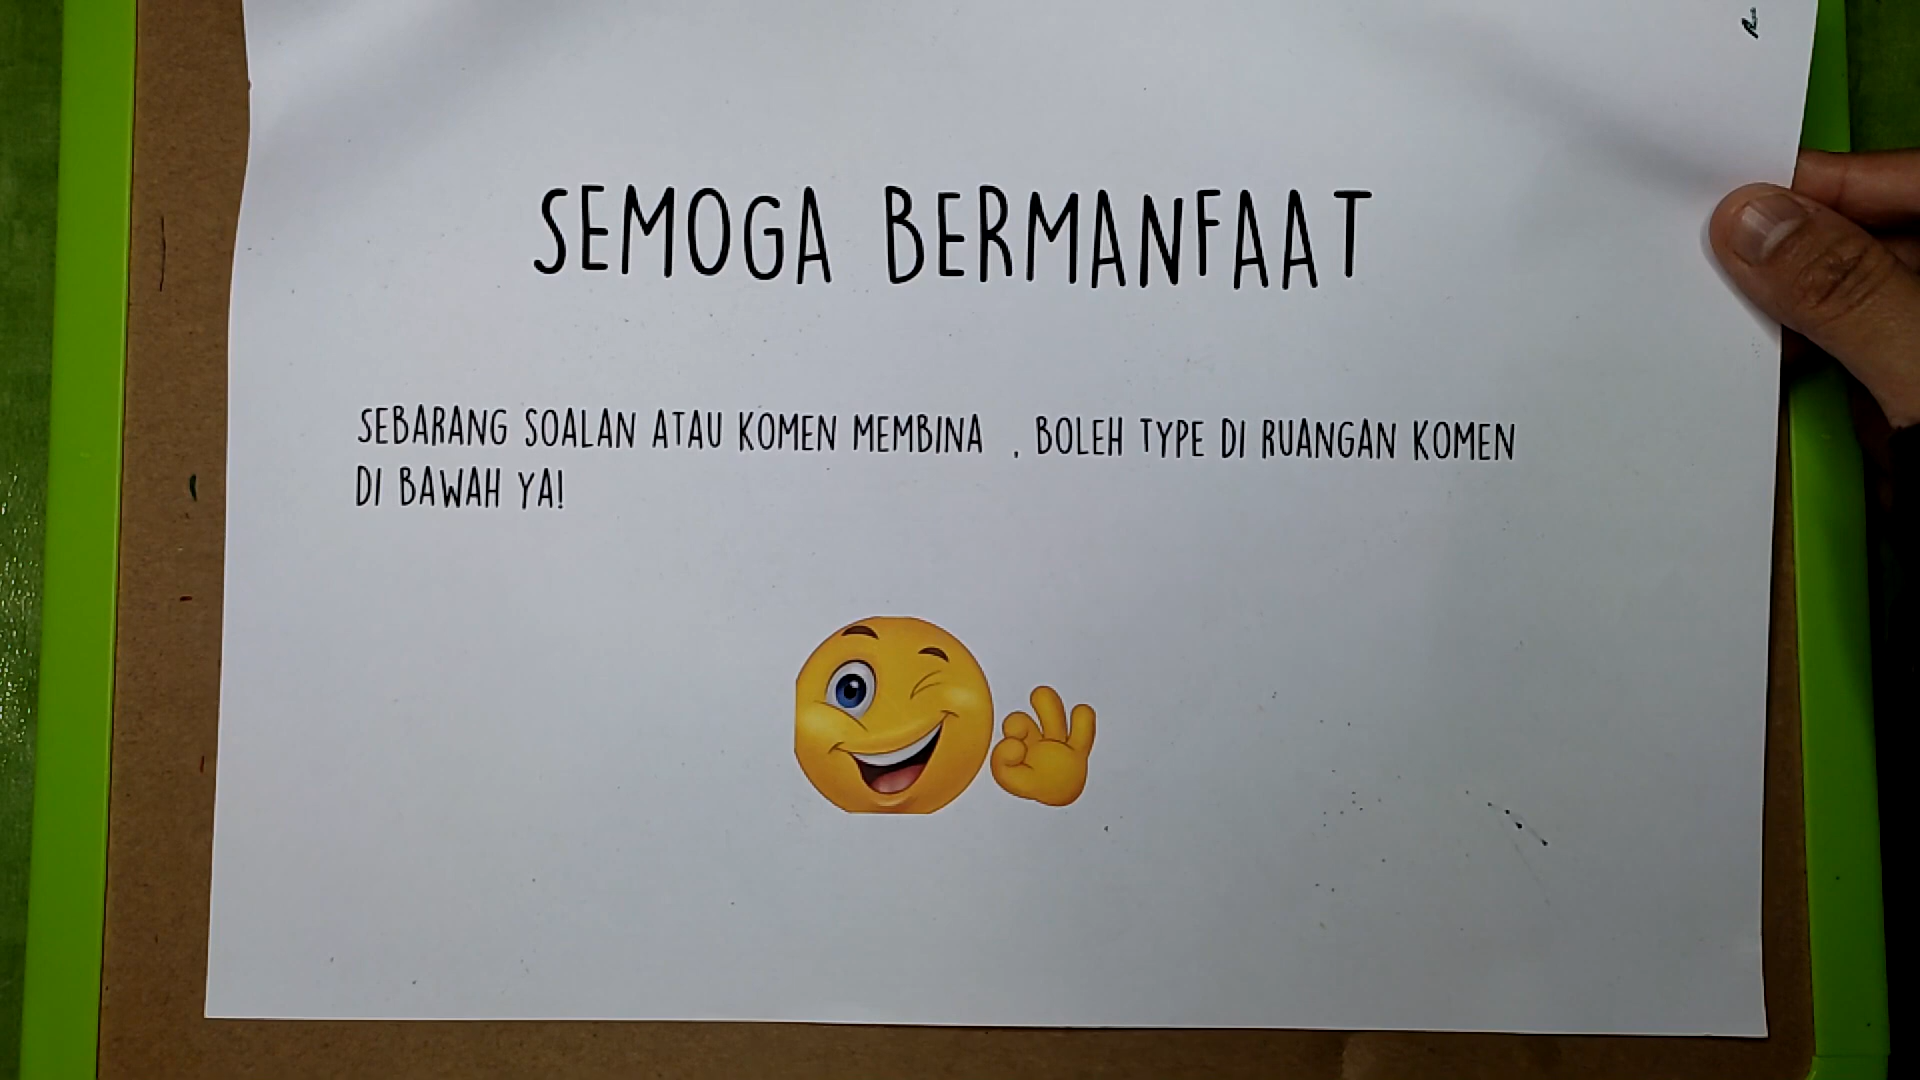 SEMOGA BERMANFAAT
SEBARANG SOALAN ATAU KOMEN MEMBINA , BOLEH TYPE DI RUANGAN KOMEN
DI BAWAH YA!